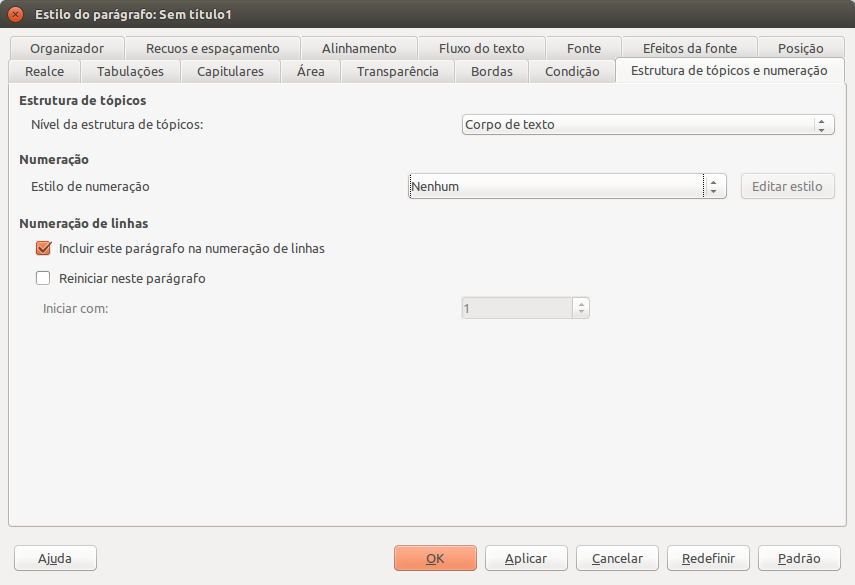 Estilo do parágrafo: Sem título1
Organizador Recuos e espaçamento Alinhamento Fluxo do texto Fonte Efeitos da fonte Posição
Realce Tabulações Capitulares Área Transparência Bordas Condição Estrutura de tópicos e numeração
Estrutura de tópicos
Nível da estrutura de tópicos: Corpo de texto
Numeração
Estilo de numeração Nenhum Editar estilo
Numeração de linhas
Incluir este parágrafo na numeração de linhas
Reiniciar neste parágrafo
Iniciar com: 1
Ajuda OK Aplicar Cancelar Redefinir Padrão